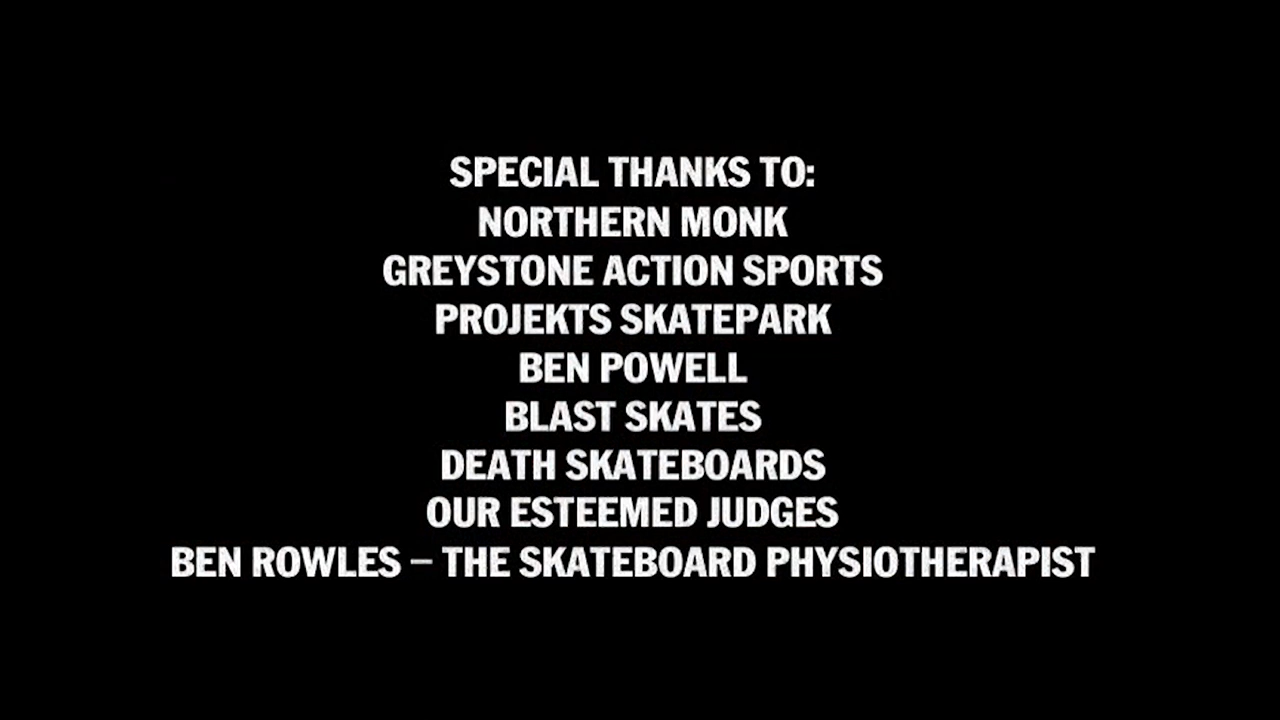 SPECIAL THANKS TO:
NORTHERN MONK
GREYSTONE ACTION SPORTS
PROJEKTS SKATEPARK
BEN POWELL
BLAST SKATES
DEATH SKATEBOARDS
OUR ESTEEMED JUDGES
BEN ROWLES – THE SKATEBOARD PHYSIOTHERAPIST